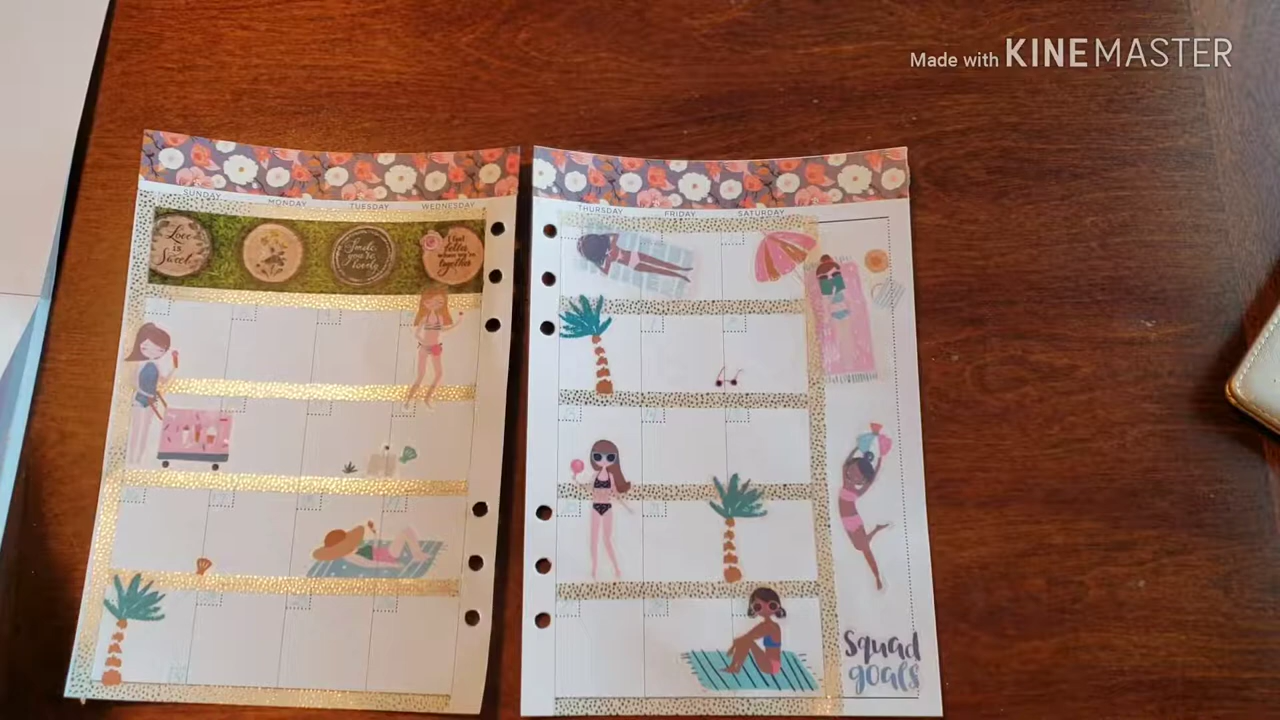 Made with KINEMASTER
SUNDAY MONDAY TUESDAY WEDNESDAY
THURSDAY FRIDAY SATURDAY
Love
is
Sweet
Smile
you're
lovely
together
Squad
goals